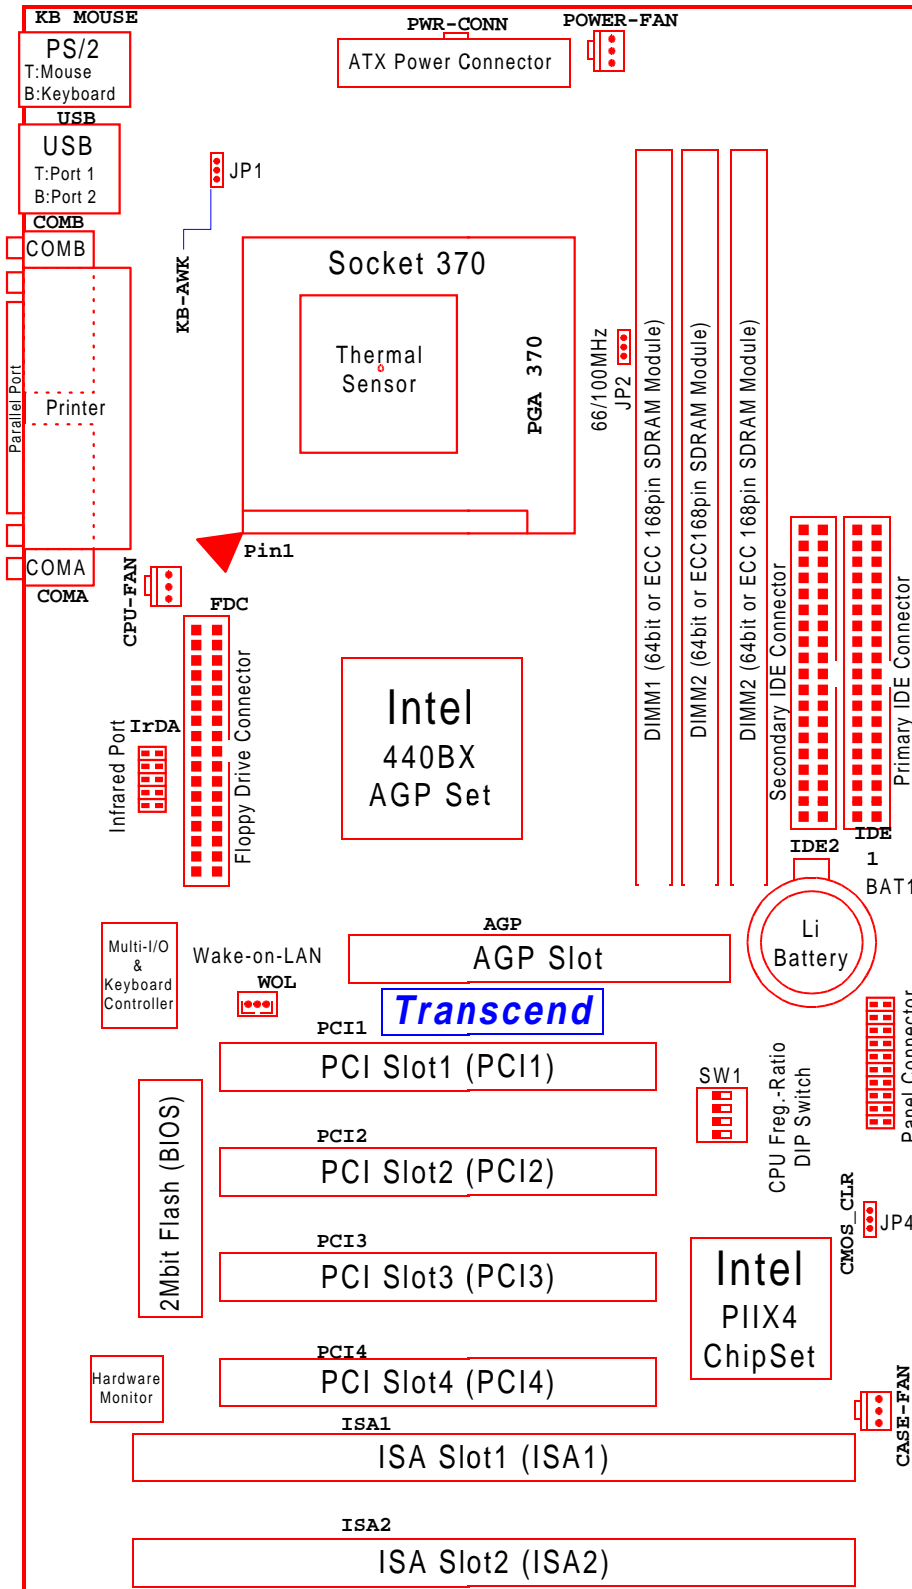 KB MOUSE
PS/2
T:Mouse
B:Keyboard
USB
USB
T:Port 1
B:Port 2
COMB
COMB
Parallel Port
Printer
COMA
COMA
PWR-CONN
ATX Power Connector
POWER-FAN
JP1
KB-AWK
Socket 370
Thermal
Sensor
PGA 370
Pin1
66/100MHz
JP2
DIMM1 (64bit or ECC 168pin SDRAM Module)
DIMM2 (64bit or ECC168pin SDRAM Module)
DIMM2 (64bit or ECC 168pin SDRAM Module)
CPU-FAN
FDC
Floppy Drive Connector
IrDA
Infrared Port
Intel
440BX
AGP Set
Secondary IDE Connector
Primary IDE Connector
IDE2
IDE
1
BAT1
Li
Battery
Multi-I/O
&
Keyboard
Controller
Wake-on-LAN
WOL
AGP
AGP Slot
Transcend
PCI1
PCI Slot1 (PCI1)
PCI2
PCI Slot2 (PCI2)
PCI3
PCI Slot3 (PCI3)
PCI4
PCI Slot4 (PCI4)
SW1
CPU Freg.-Ratio
DIP Switch
Panel Connector
2Mbit Flash (BIOS)
CMOS_CLR
JP4
Intel
PIIX4
ChipSet
Hardware
Monitor
CASE-FAN
ISA1
ISA Slot1 (ISA1)
ISA2
ISA Slot2 (ISA2)